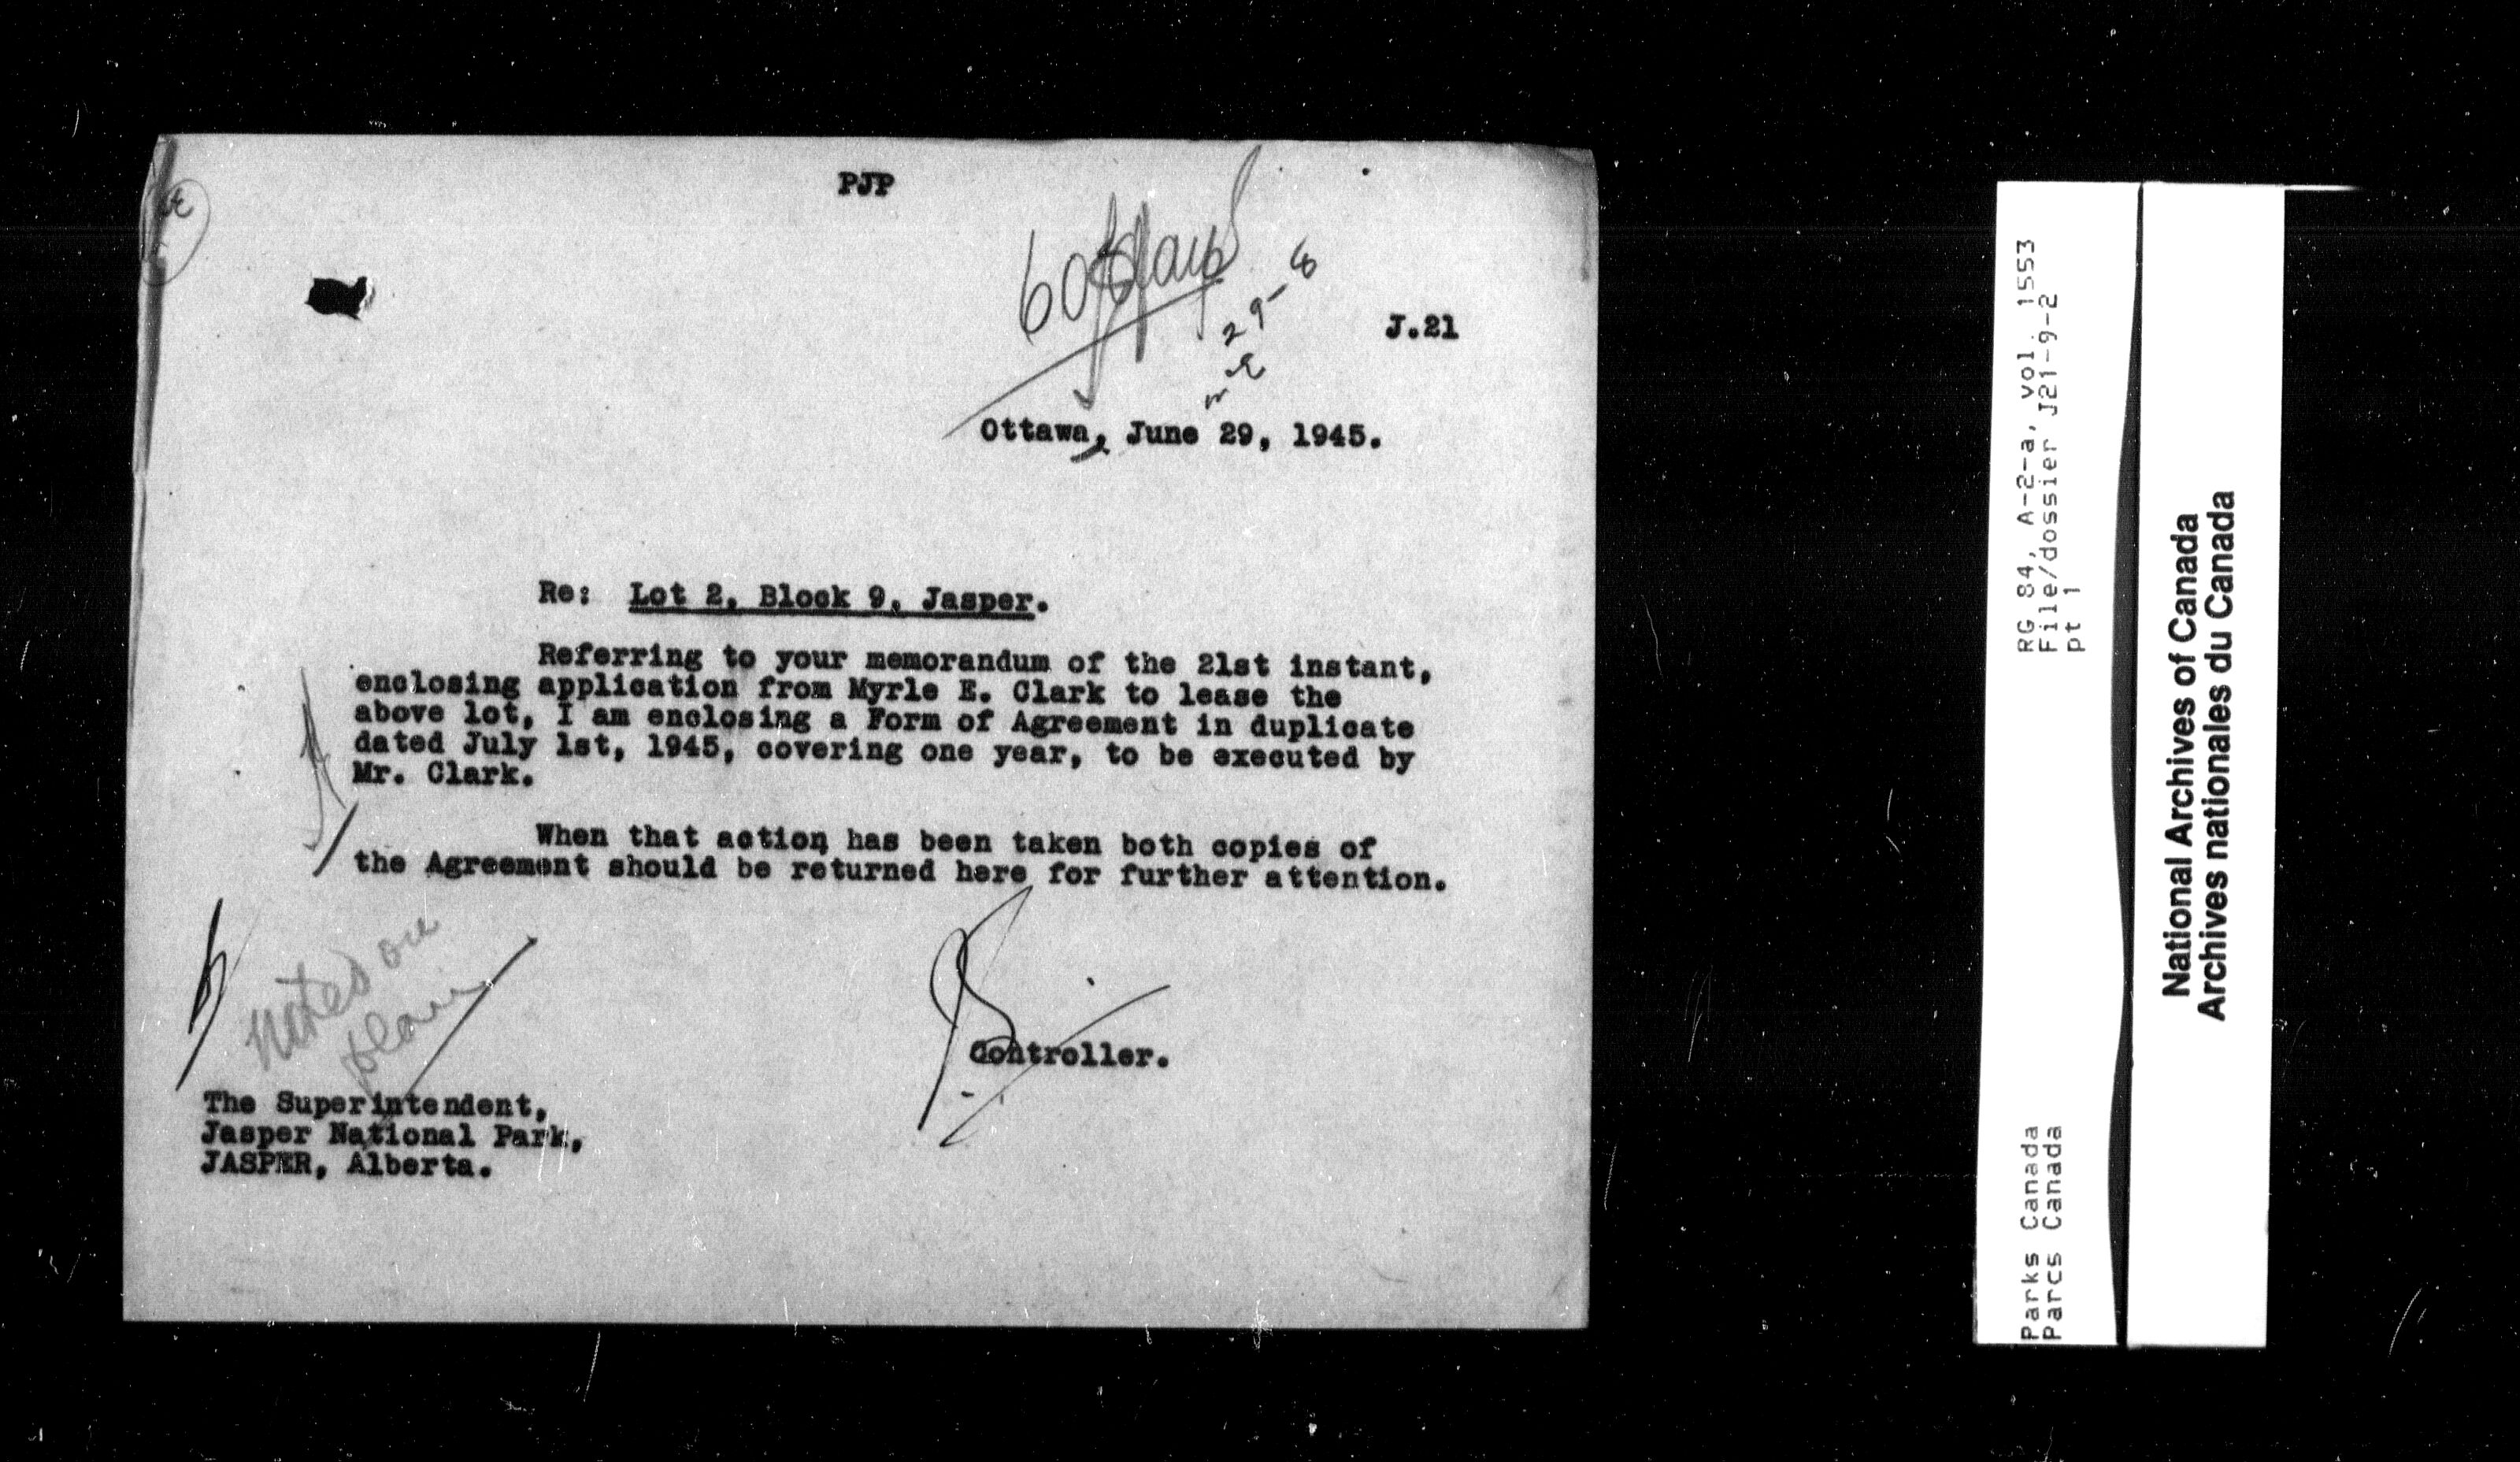 PJP
60 days
29-8
J.21
Ottawa, June 29, 1945.
Re: Lot 2, Block 9, Jasper.
Referring to your memorandum of the 21st instant,
enclosing application from Myrle E. Clark to lease the
above lot, I am enclosing a Form of Agreement in duplicate
dated July 1st, 1945, covering one year, to be executed by
Mr. Clark.
When that action has been taken both copies of
the Agreement should be returned here for further attention.
Notes on
plan
Controller.
The Superintendent,
Jasper National Park,
JASPER, Alberta.
RG 84, A-2-a, vol. 1553
File/dossier J21-9-2
pt 1
Parks Canada
Parcs Canada
National Archives of Canada
Archives nationales du Canada